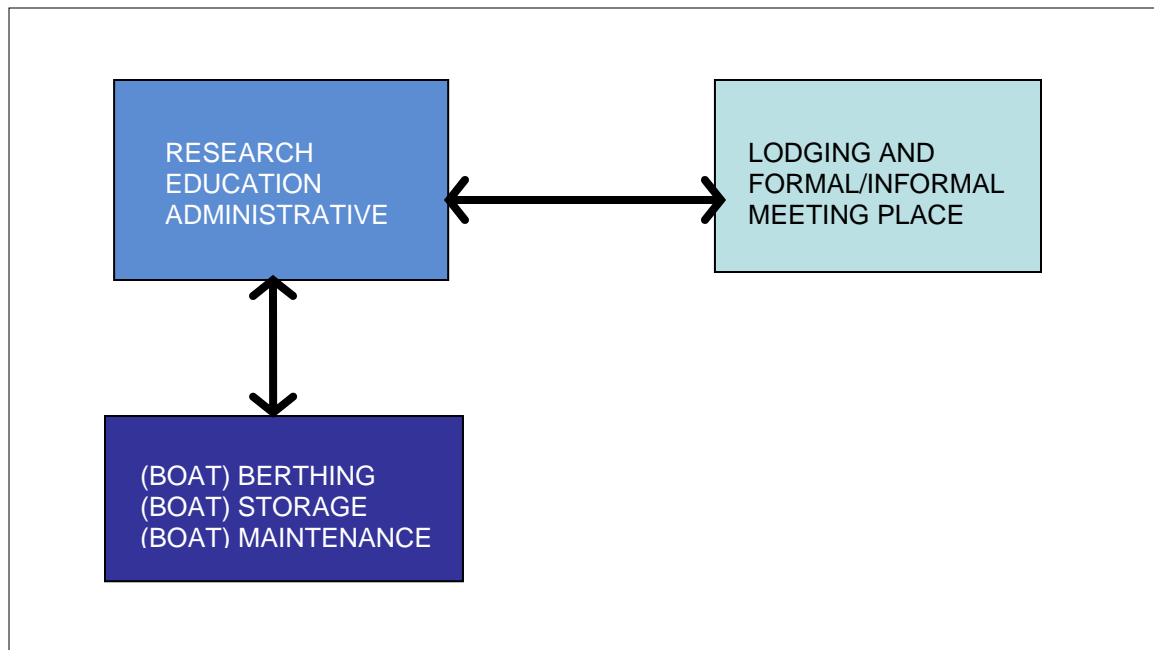 RESEARCH
EDUCATION
ADMINISTRATIVE
LODGING AND
FORMAL/INFORMAL
MEETING PLACE
(BOAT) BERTHING
(BOAT) STORAGE
(BOAT) MAINTENANCE